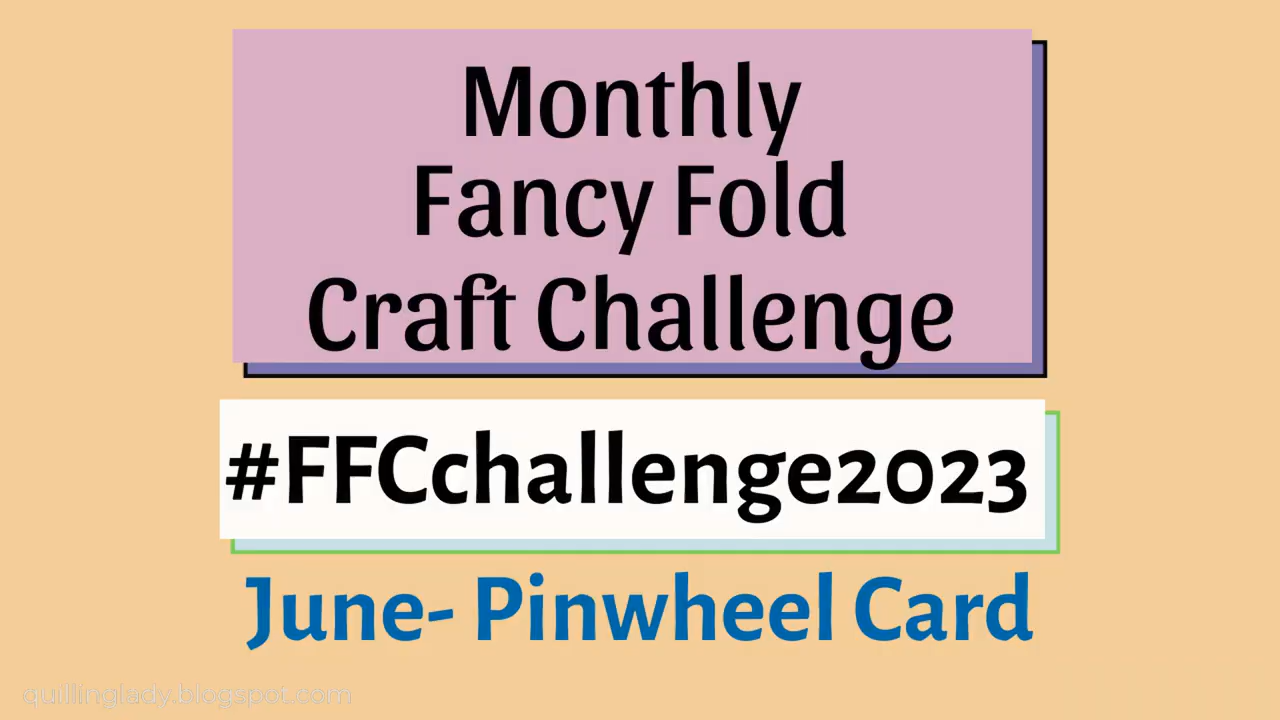 Monthly
Fancy Fold
Craft Challenge
#FFCchallenge2023
June- Pinwheel Card
quillinglady.blogspot.com